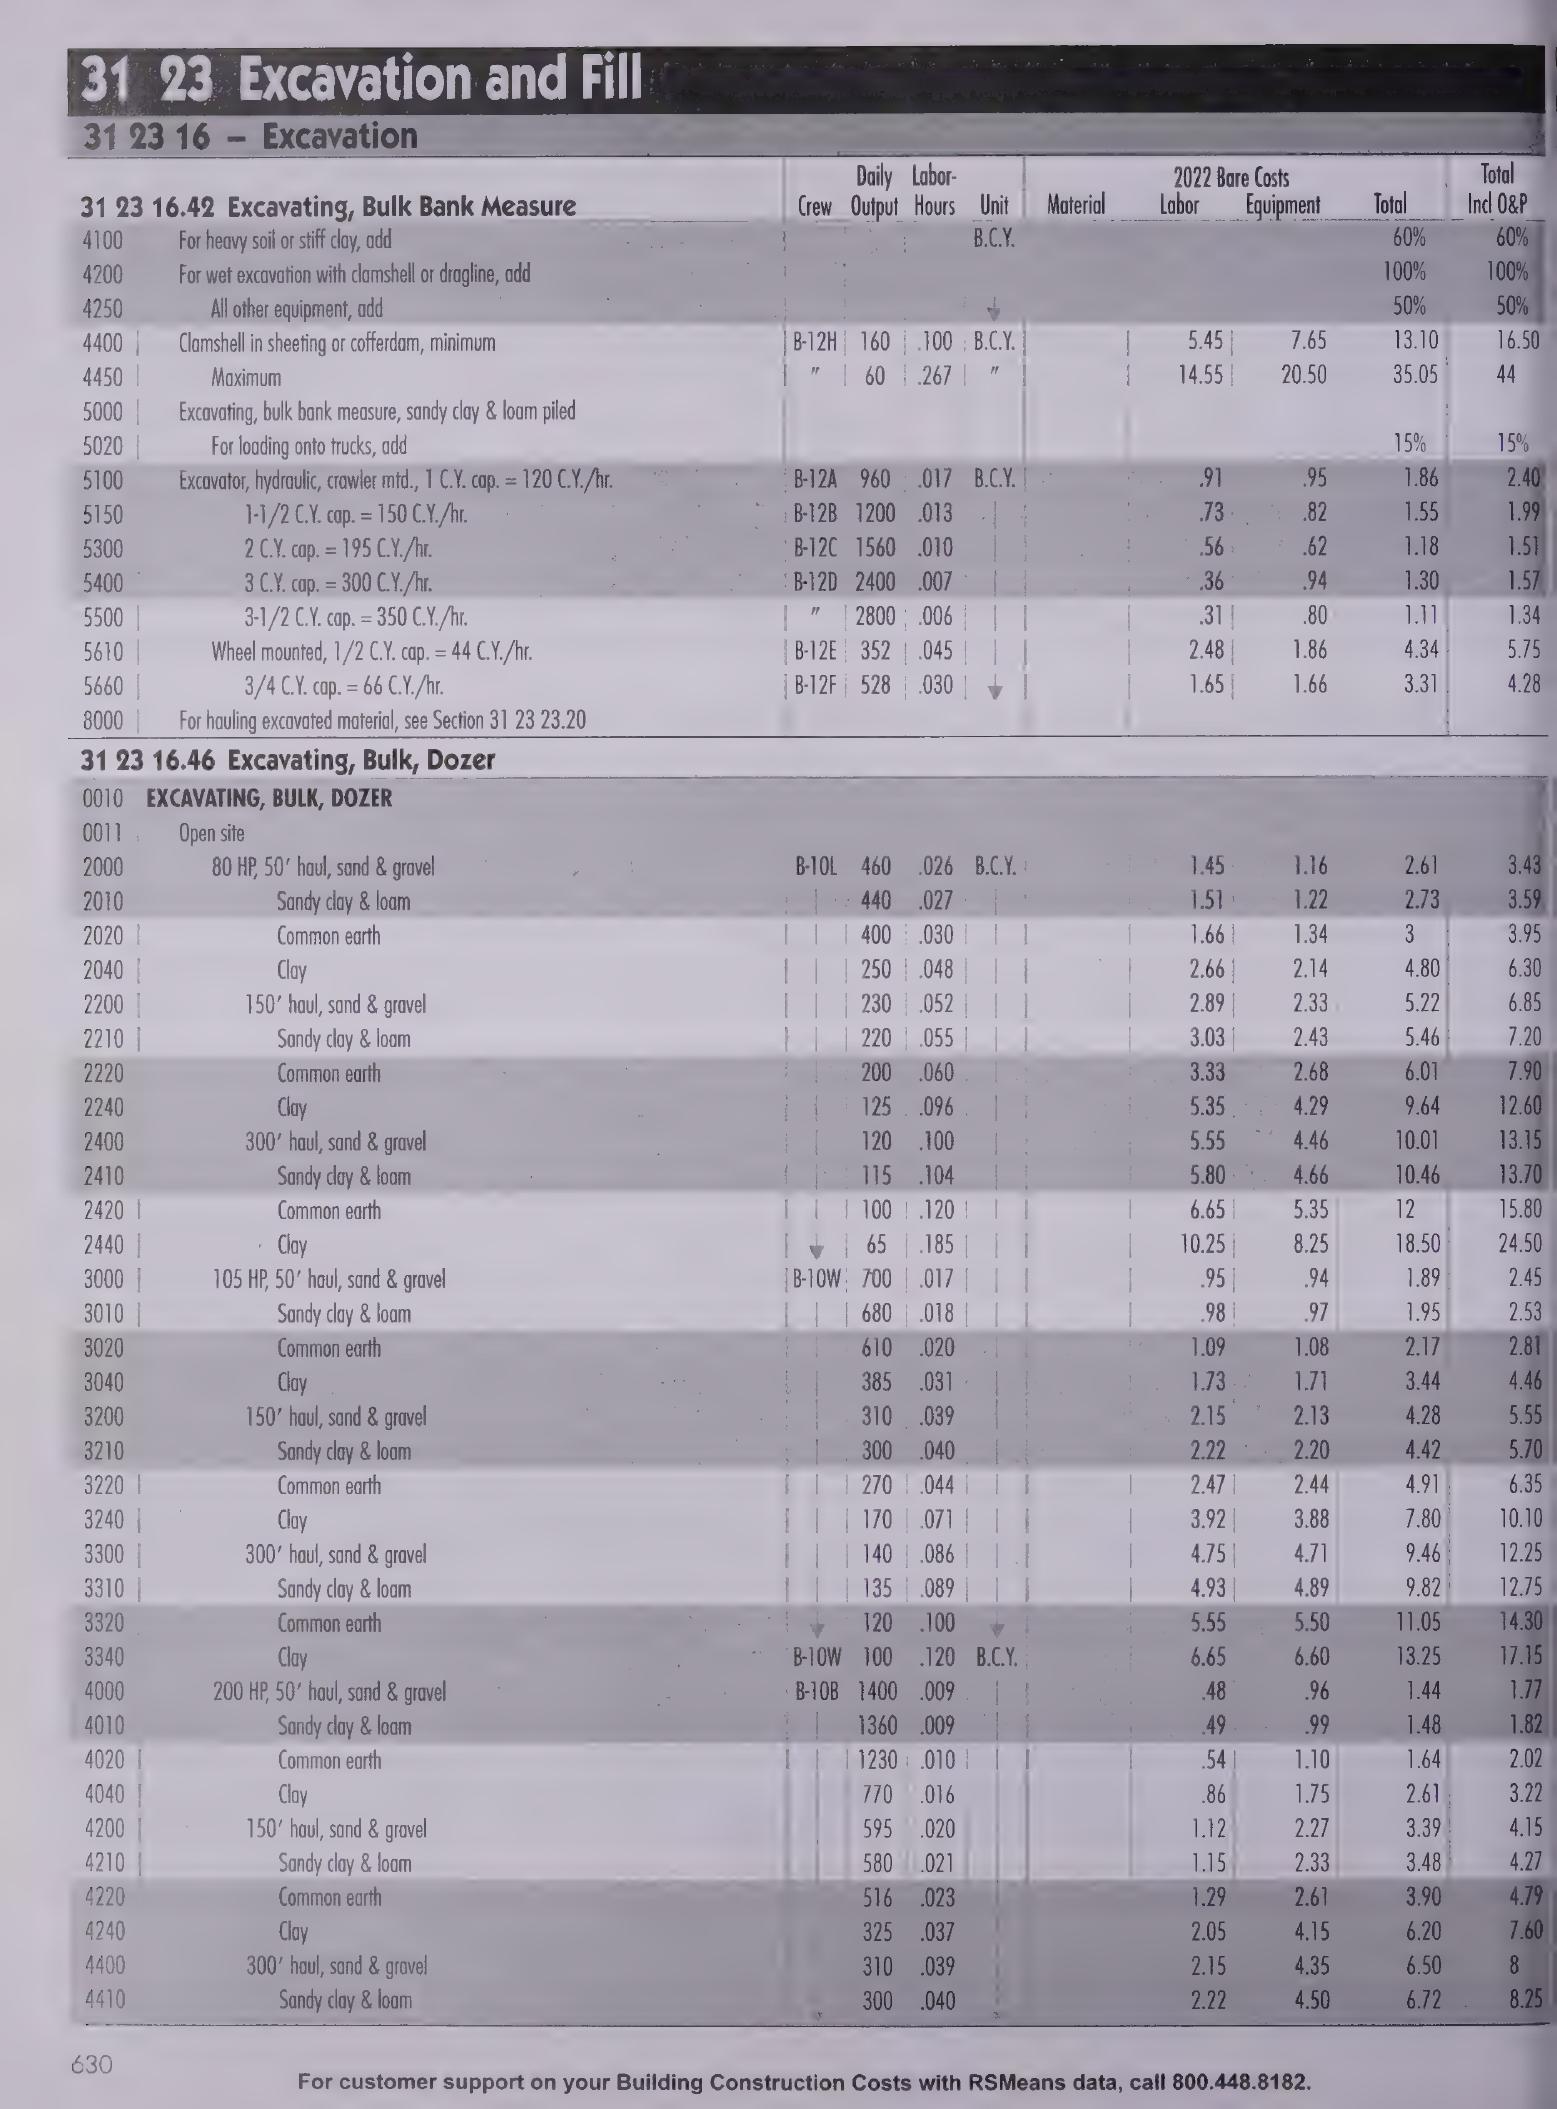 31 23 Excavation and Fill
31 23 16 – Excavation
31 23 16.42 Excavating, Bulk Bank Measure Crew Daily Output Labor-Hours Unit Material 2022 Bare Costs Labor Equipment Total Total Incl O&P
4100 For heavy soil or stiff clay, add B.C.Y. 60% 60%
4200 For wet excavation with clamshell or dragline, add 100% 100%
4250 All other equipment, add 50% 50%
4400 Clamshell in sheeting or cofferdam, minimum B-12H 160 .100 B.C.Y. 5.45 7.65 13.10 16.50
4450 Maximum " 60 .267 " 14.55 20.50 35.05 44
5000 Excavating, bulk bank measure, sandy clay & loam piled
5020 For loading onto trucks, add 15% 15%
5100 Excavator, hydraulic, crawler mtd., 1 C.Y. cap. = 120 C.Y./hr. B-12A 960 .017 B.C.Y. .91 .95 1.86 2.40
5150 1-1/2 C.Y. cap. = 150 C.Y./hr. B-12B 1200 .013 .73 .82 1.55 1.99
5300 2 C.Y. cap. = 195 C.Y./hr. B-12C 1560 .010 .56 .62 1.18 1.51
5400 3 C.Y. cap. = 300 C.Y./hr. B-12D 2400 .007 .36 .94 1.30 1.57
5500 3-1/2 C.Y. cap. = 350 C.Y./hr. " 2800 .006 .31 .80 1.11 1.34
5610 Wheel mounted, 1/2 C.Y. cap. = 44 C.Y./hr. B-12E 352 .045 2.48 1.86 4.34 5.75
5660 3/4 C.Y. cap. = 66 C.Y./hr. B-12F 528 .030 1.65 1.66 3.31 4.28
8000 For hauling excavated material, see Section 31 23 23.20
31 23 16.46 Excavating, Bulk, Dozer
0010 EXCAVATING, BULK, DOZER
0011 Open site
2000 80 HP, 50' haul, sand & gravel B-10L 460 .026 B.C.Y. 1.45 1.16 2.61 3.43
2010 Sandy clay & loam 440 .027 1.51 1.22 2.73 3.59
2020 Common earth 400 .030 1.66 1.34 3 3.95
2040 Clay 250 .048 2.66 2.14 4.80 6.30
2200 150' haul, sand & gravel 230 .052 2.89 2.33 5.22 6.85
2210 Sandy clay & loam 220 .055 3.03 2.43 5.46 7.20
2220 Common earth 200 .060 3.33 2.68 6.01 7.90
2240 Clay 125 .096 5.35 4.29 9.64 12.60
2400 300' haul, sand & gravel 120 .100 5.55 4.46 10.01 13.15
2410 Sandy clay & loam 115 .104 5.80 4.66 10.46 13.70
2420 Common earth 100 .120 6.65 5.35 12 15.80
2440 Clay 65 .185 10.25 8.25 18.50 24.50
3000 105 HP, 50' haul, sand & gravel B-10W 700 .017 .95 .94 1.89 2.45
3010 Sandy clay & loam 680 .018 .98 .97 1.95 2.53
3020 Common earth 610 .020 1.09 1.08 2.17 2.81
3040 Clay 385 .031 1.73 1.71 3.44 4.46
3200 150' haul, sand & gravel 310 .039 2.15 2.13 4.28 5.55
3210 Sandy clay & loam 300 .040 2.22 2.20 4.42 5.70
3220 Common earth 270 .044 2.47 2.44 4.91 6.35
3240 Clay 170 .071 3.92 3.88 7.80 10.10
3300 300' haul, sand & gravel 140 .086 4.75 4.71 9.46 12.25
3310 Sandy clay & loam 135 .089 4.93 4.89 9.82 12.75
3320 Common earth 120 .100 5.55 5.50 11.05 14.30
3340 Clay B-10W 100 .120 B.C.Y. 6.65 6.60 13.25 17.15
4000 200 HP, 50' haul, sand & gravel B-10B 1400 .009 .48 .96 1.44 1.77
4010 Sandy clay & loam 1360 .009 .49 .99 1.48 1.82
4020 Common earth 1230 .010 .54 1.10 1.64 2.02
4040 Clay 770 .016 .86 1.75 2.61 3.22
4200 150' haul, sand & gravel 595 .020 1.12 2.27 3.39 4.15
4210 Sandy clay & loam 580 .021 1.15 2.33 3.48 4.27
4220 Common earth 516 .023 1.29 2.61 3.90 4.79
4240 Clay 325 .037 2.05 4.15 6.20 7.60
4400 300' haul, sand & gravel 310 .039 2.15 4.35 6.50 8
4410 Sandy clay & loam 300 .040 2.22 4.50 6.72 8.25
630
For customer support on your Building Construction Costs with RSMeans data, call 800.448.8182.